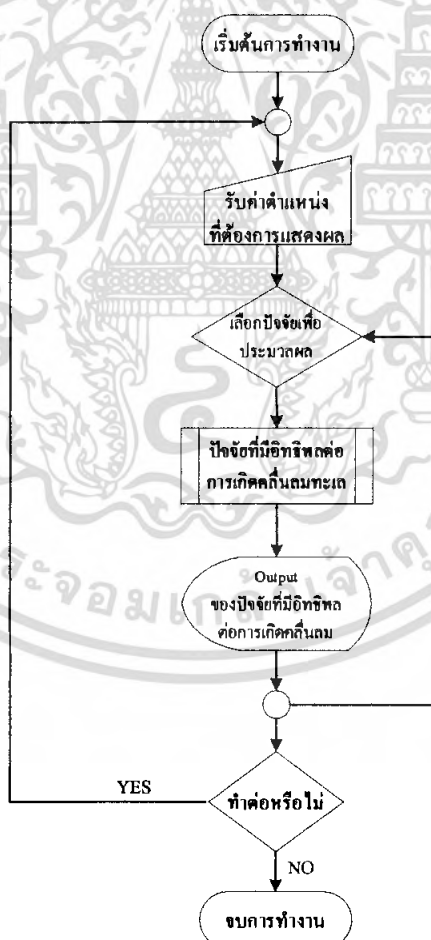 เริ่มต้นการทำงาน
รับค่าตำแหน่ง
ที่ต้องการแสดงผล
เลือกปัจจัยเพื่อ
ประมวลผล
ปัจจัยที่มีอิทธิพลต่อ
การเกิดคลื่นลมทะเล
Output
ของปัจจัยที่มีอิทธิพล
ต่อการเกิดคลื่นลม
YES
ทำต่อหรือไม่
NO
จบการทำงาน